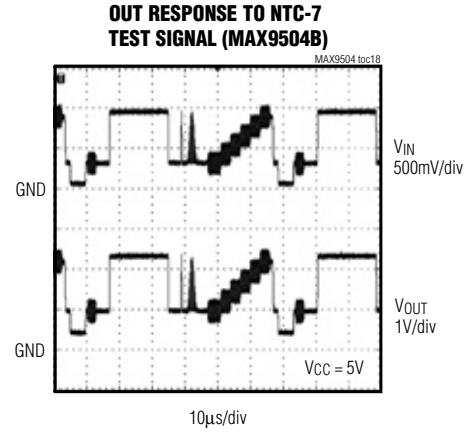 OUT RESPONSE TO NTC-7
TEST SIGNAL (MAX9504B)
MAX9504 toc18
VIN
500mV/div
GND
VOUT
1V/div
GND
VCC = 5V
10μs/div